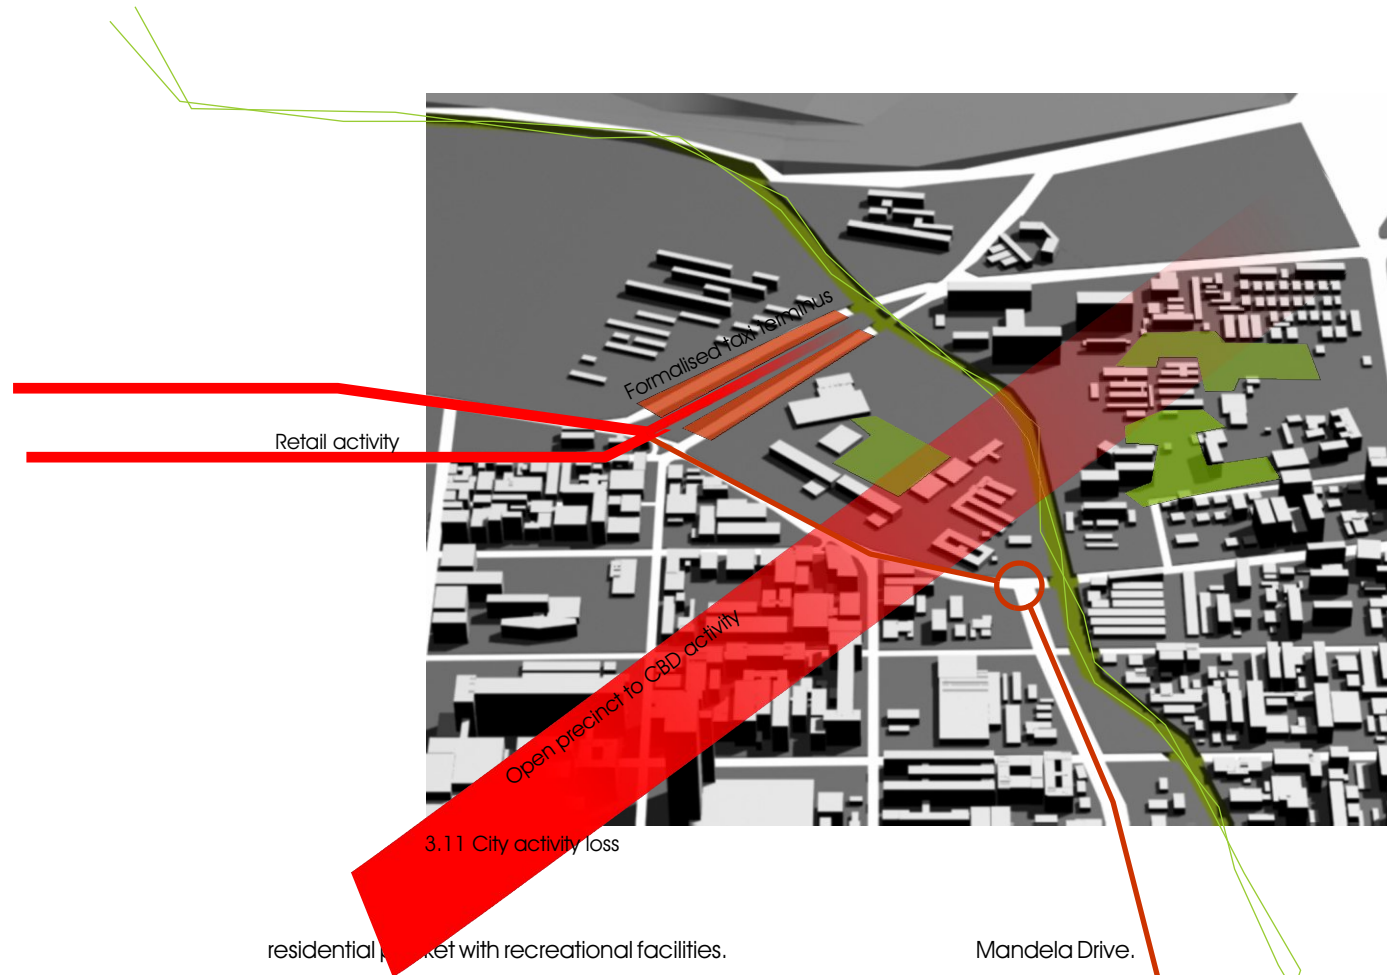 Formalised taxi terminus
Retail activity
Open precinct to CBD activity
3.11 City activity loss
residential with recreational facilities.
Mandela Drive.